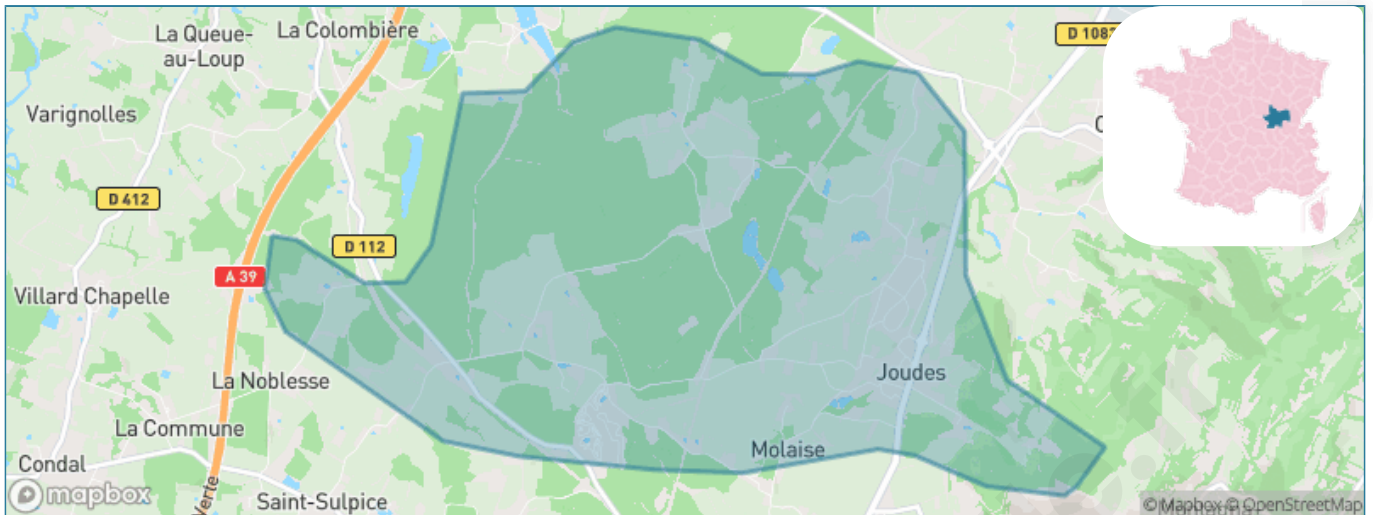 La Queue-
au-Loup
La Colombière
D 1083
Varignolles
D 412
D 112
A 39
Villard Chapelle
Joudes
La Noblesse
La Commune
Molaise
Condal
Saint-Sulpice
Verte
mapbox
© Mapbox © OpenStreetMap